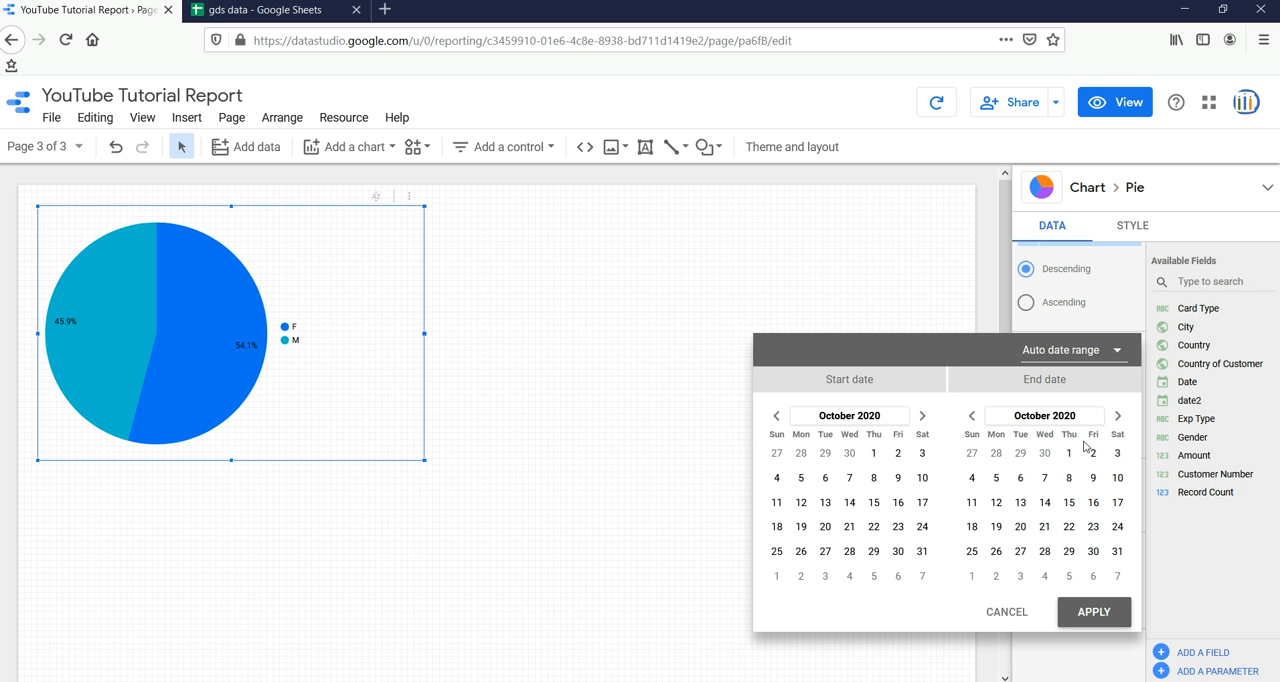 YouTube Tutorial Report › Page
gds data - Google Sheets
https://datastudio.google.com/u/0/reporting/c3459910-01e6-4c8e-8938-bd711d1419e2/page/pa6fB/edit
YouTube Tutorial Report
File Editing View Insert Page Arrange Resource Help
Share View
Page 3 of 3 Add data Add a chart Add a control Theme and layout
Chart > Pie
DATA STYLE
45.9%
54.1%
F
M
Descending
Ascending
Available Fields
Type to search
ABC Card Type
City
Country
Country of Customer
Date
date2
ABC Exp Type
ABC Gender
123 Amount
123 Customer Number
123 Record Count
ADD A FIELD
ADD A PARAMETER
Auto date range
Start date End date
October 2020 October 2020
Sun Mon Tue Wed Thu Fri Sat Sun Mon Tue Wed Thu Fri Sat
27 28 29 30 1 2 3 27 28 29 30 1 2 3
4 5 6 7 8 9 10 4 5 6 7 8 9 10
11 12 13 14 15 16 17 11 12 13 14 15 16 17
18 19 20 21 22 23 24 18 19 20 21 22 23 24
25 26 27 28 29 30 31 25 26 27 28 29 30 31
1 2 3 4 5 6 7 1 2 3 4 5 6 7
CANCEL APPLY